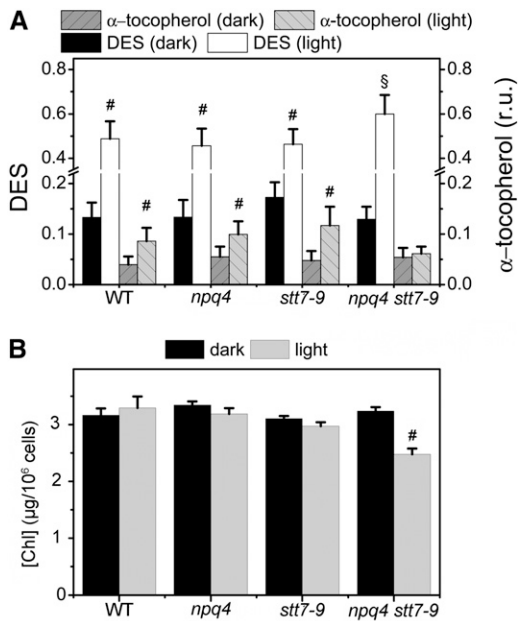 A
α–tocopherol (dark) α-tocopherol (light)
DES (dark) DES (light)
0.8 0.8
# # # §
0.6 0.6
0.4 0.4
0.2 0.2
# # #
0.1 0.1
0.0 0.0
DES
α–tocopherol (r.u.)
WT npq4 stt7-9 npq4 stt7-9
B
dark light
3
#
2
1
0
[Chl] (µg/10⁶ cells)
WT npq4 stt7-9 npq4 stt7-9